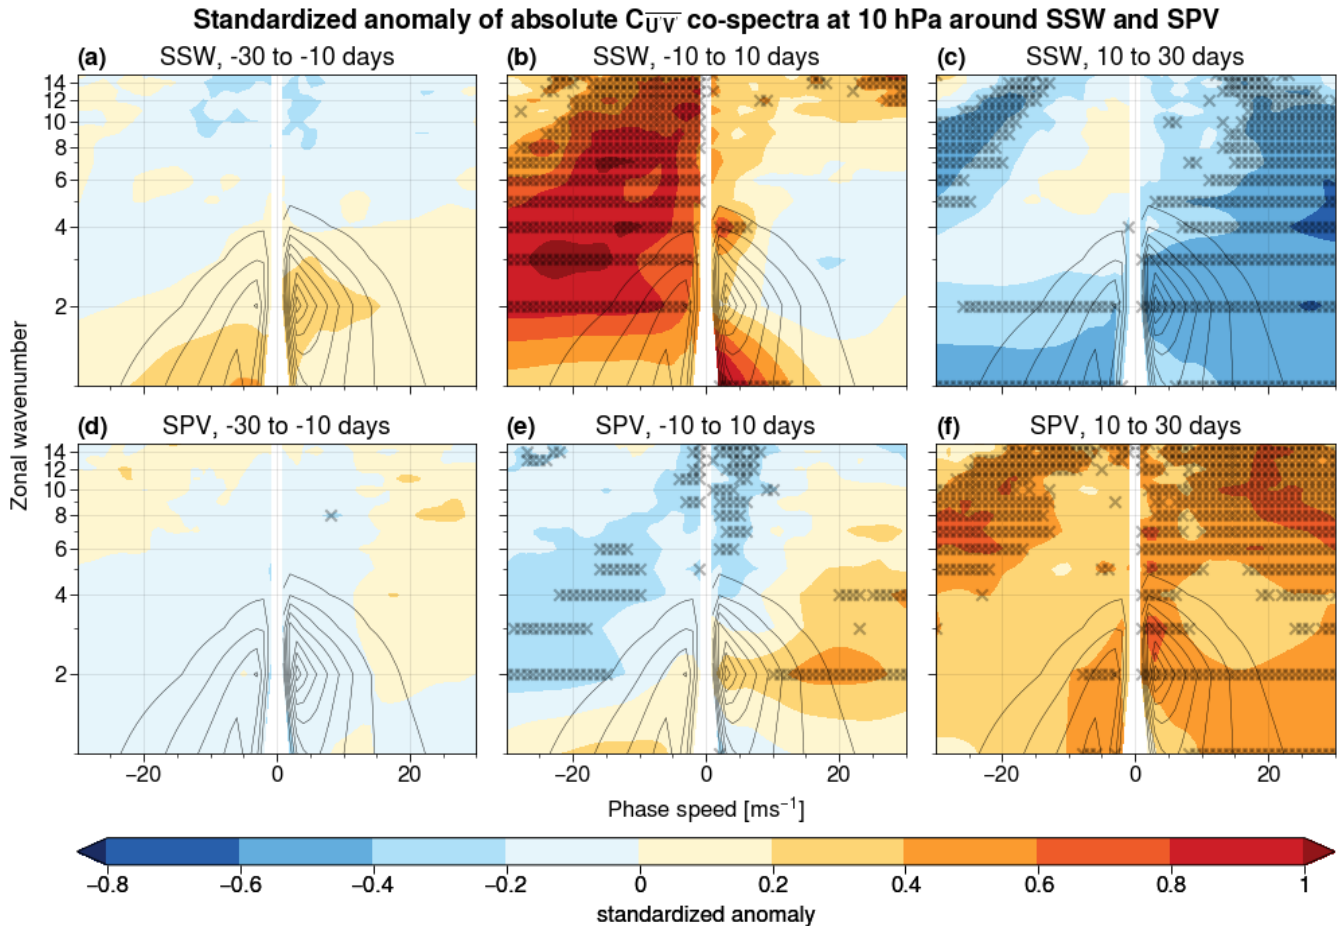 Standardized anomaly of absolute C_{\overline{U'V'}} co-spectra at 10 hPa around SSW and SPV
(a) SSW, -30 to -10 days
(b) SSW, -10 to 10 days
(c) SSW, 10 to 30 days
14
12
10
8
6
4
2
(d) SPV, -30 to -10 days
(e) SPV, -10 to 10 days
(f) SPV, 10 to 30 days
14
12
10
8
6
4
2
Zonal wavenumber
−20 0 20 −20 0 20 −20 0 20
Phase speed [ms⁻¹]
−0.8 −0.6 −0.4 −0.2 0 0.2 0.4 0.6 0.8 1
standardized anomaly